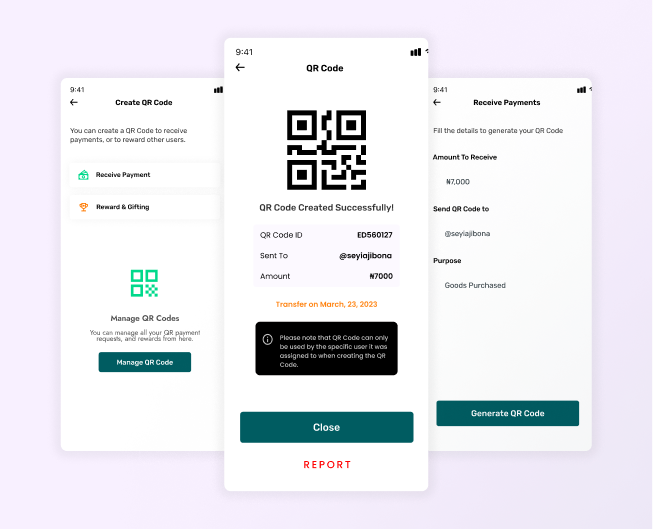 9:41
Create QR Code
You can create a QR Code to receive
payments, or to reward other users.
Receive Payment
Reward & Gifting
Manage QR Codes
You can manage all your QR payment
requests, and rewards from here.
Manage QR Code
9:41
QR Code
QR Code Created Successfully!
QR Code ID ED560127
Sent To @seyiajibona
Amount ₦7000
Transfer on March, 23, 2023
Please note that QR Code can only
be used by the specific user it was
assigned to when creating the QR
Code.
Close
REPORT
9:41
Receive Payments
Fill the details to generate your QR Code
Amount To Receive
₦7,000
Send QR Code to
@seyiajibona
Purpose
Goods Purchased
Generate QR Code